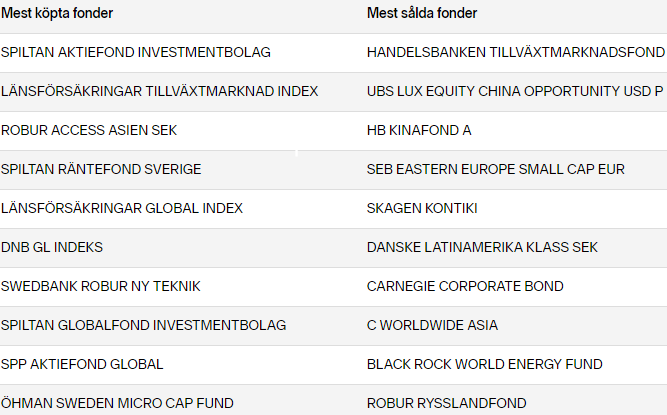 Mest köpta fonder Mest sålda fonder
SPILTAN AKTIEFOND INVESTMENTBOLAG HANDELSBANKEN TILLVÄXTMARKNADSFOND
LÄNSFÖRSÄKRINGAR TILLVÄXTMARKNAD INDEX UBS LUX EQUITY CHINA OPPORTUNITY USD P
ROBUR ACCESS ASIEN SEK HB KINAFOND A
SPILTAN RÄNTEFOND SVERIGE SEB EASTERN EUROPE SMALL CAP EUR
LÄNSFÖRSÄKRINGAR GLOBAL INDEX SKAGEN KONTIKI
DNB GL INDEKS DANSKE LATINAMERIKA KLASS SEK
SWEDBANK ROBUR NY TEKNIK CARNEGIE CORPORATE BOND
SPILTAN GLOBALFOND INVESTMENTBOLAG C WORLDWIDE ASIA
SPP AKTIEFOND GLOBAL BLACK ROCK WORLD ENERGY FUND
ÖHMAN SWEDEN MICRO CAP FUND ROBUR RYSSLANDFOND